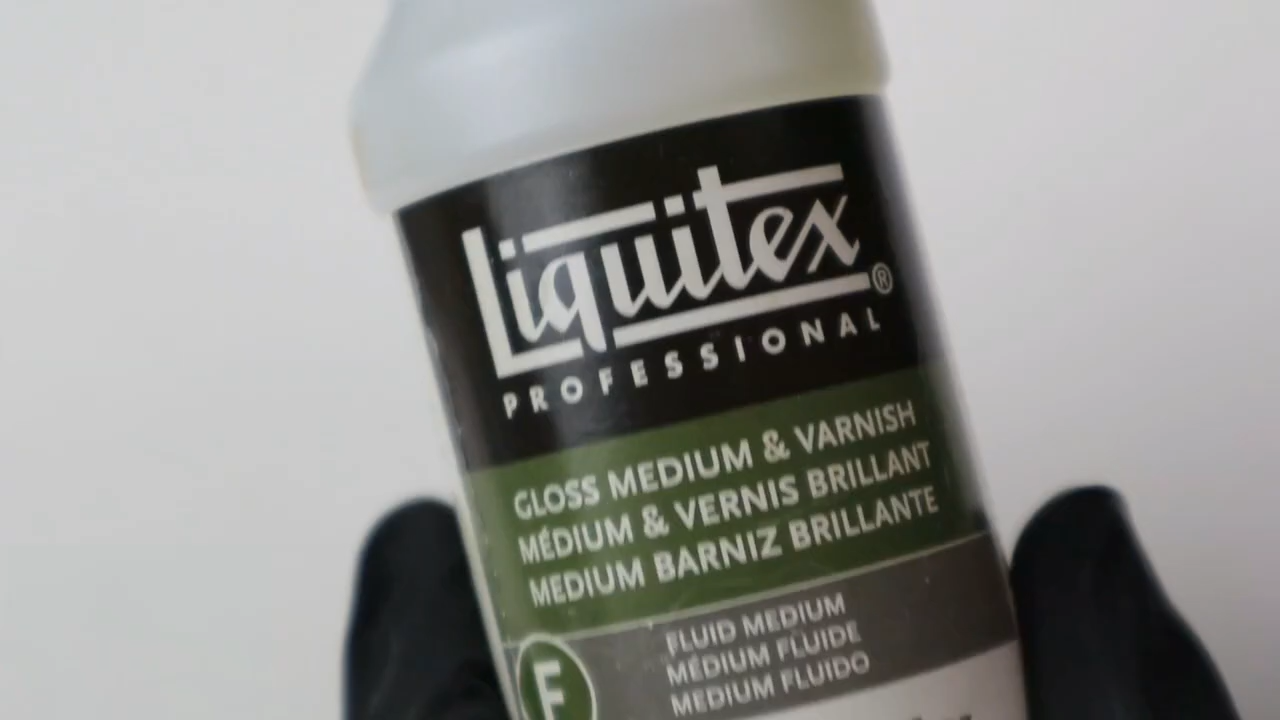 Liquitex®
PROFESSIONAL
GLOSS MEDIUM & VARNISH
MÉDIUM & VERNIS BRILLANT
MEDIUM BARNIZ BRILLANTE
FLUID MEDIUM
MÉDIUM FLUIDE
MEDIUM FLUIDO
F